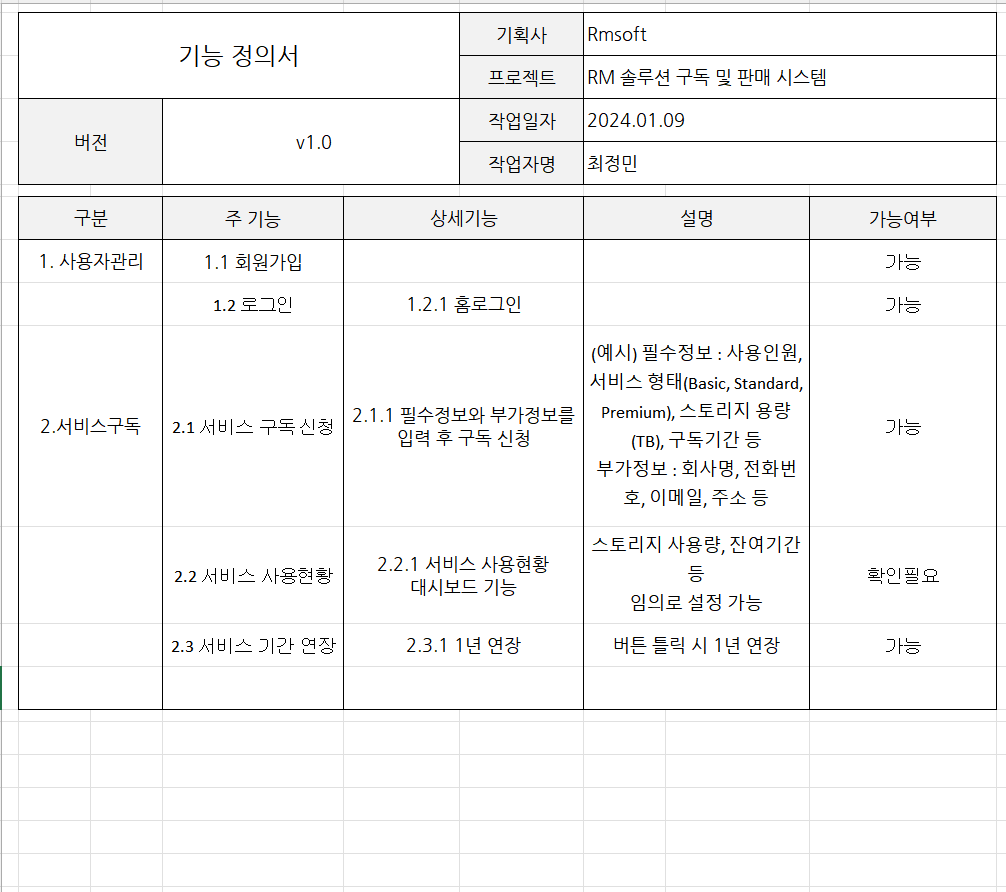 기능 정의서
기획사
Rmsoft
프로젝트
RM 솔루션 구독 및 판매 시스템
버전
v1.0
작업일자
2024.01.09
작업자명
최정민
구분
주 기능
상세기능
설명
가능여부
1. 사용자관리
1.1 회원가입
가능
1.2 로그인
1.2.1 홈로그인
가능
2.서비스구독
2.1 서비스 구독 신청
2.1.1 필수정보와 부가정보를
입력 후 구독 신청
(예시) 필수정보 : 사용인원,
서비스 형태(Basic, Standard,
Premium), 스토리지 용량
(TB), 구독기간 등
부가정보 : 회사명, 전화번
호, 이메일, 주소 등
가능
2.2 서비스 사용현황
2.2.1 서비스 사용현황
대시보드 기능
스토리지 사용량, 잔여기간
등
임의로 설정 가능
확인필요
2.3 서비스 기간 연장
2.3.1 1년 연장
버튼 틀릭 시 1년 연장
가능